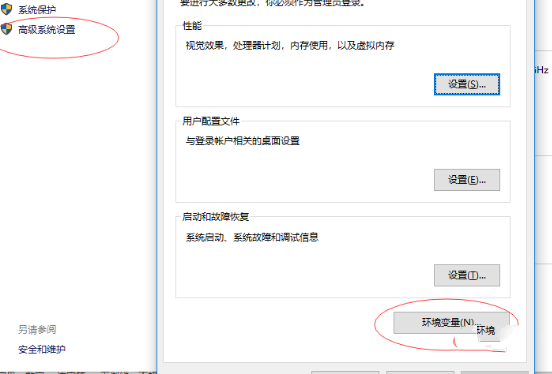 系统保护
高级系统设置
另请参阅
安全和维护
要进行大多数更改，你必须作为管理员登录。
性能
视觉效果，处理器计划，内存使用，以及虚拟内存
设置(S)...
用户配置文件
与登录帐户相关的桌面设置
设置(E)...
启动和故障恢复
系统启动、系统故障和调试信息
设置(T)...
环境变量(N)...
环境
GHz